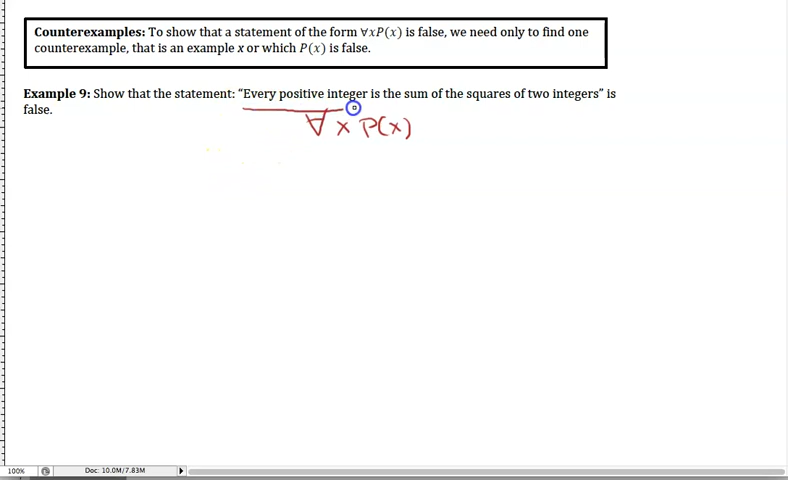 Counterexamples: To show that a statement of the form ∀xP(x) is false, we need only to find one
counterexample, that is an example x or which P(x) is false.
Example 9: Show that the statement: “Every positive integer is the sum of the squares of two integers” is
false.
∀ x P(x)
100%
Doc: 10.0M/7.83M